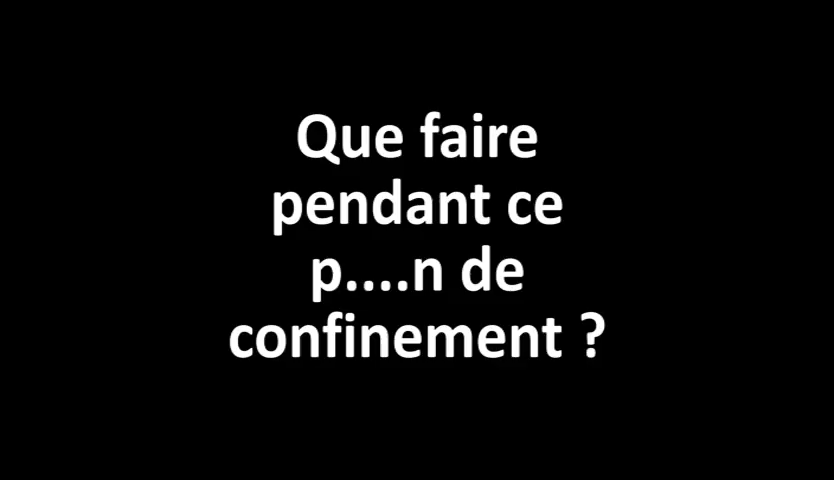 Que faire
pendant ce
p....n de
confinement ?